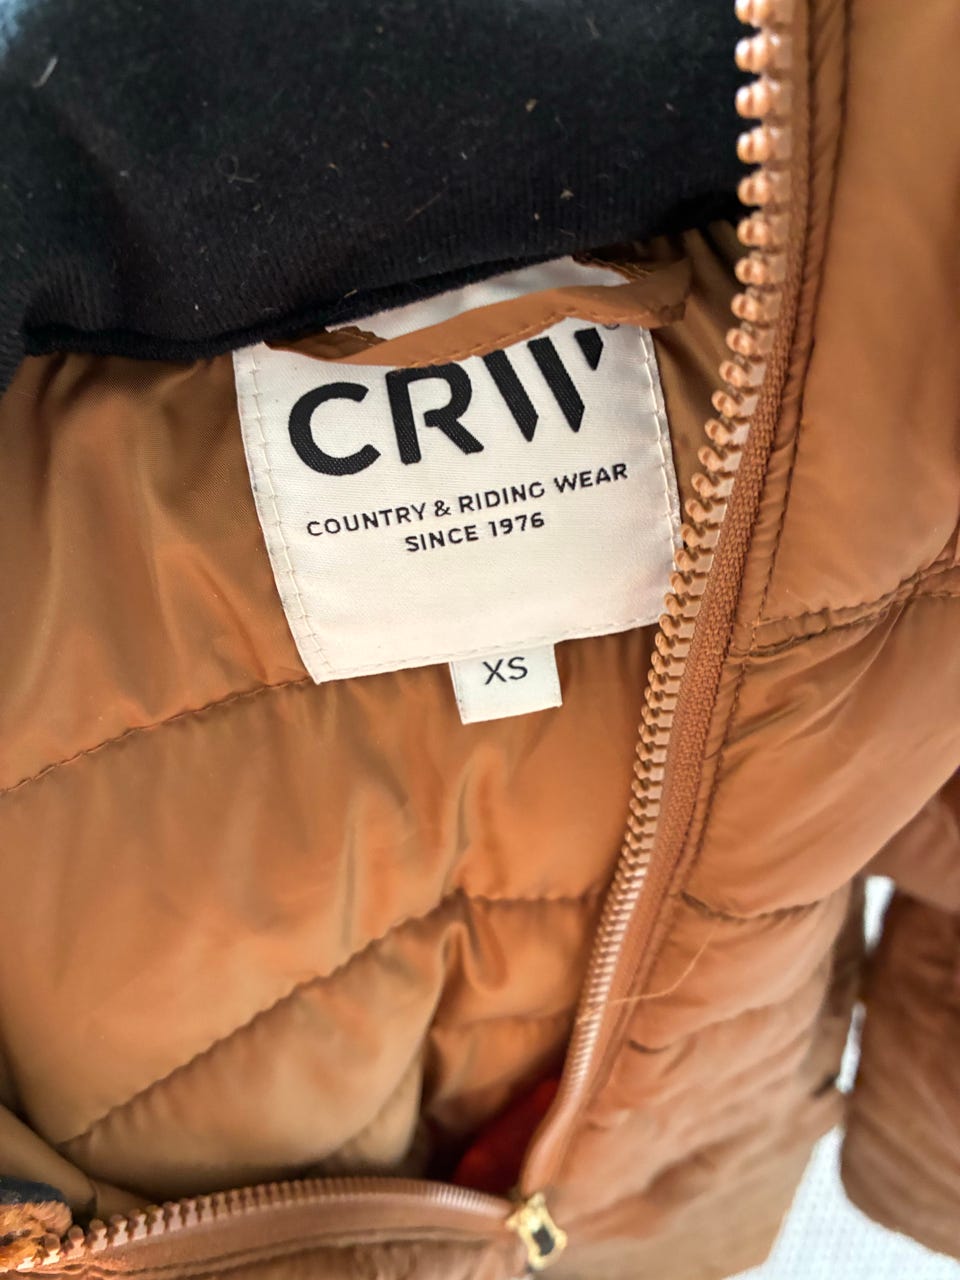 CRW
COUNTRY & RIDING WEAR
SINCE 1976
XS